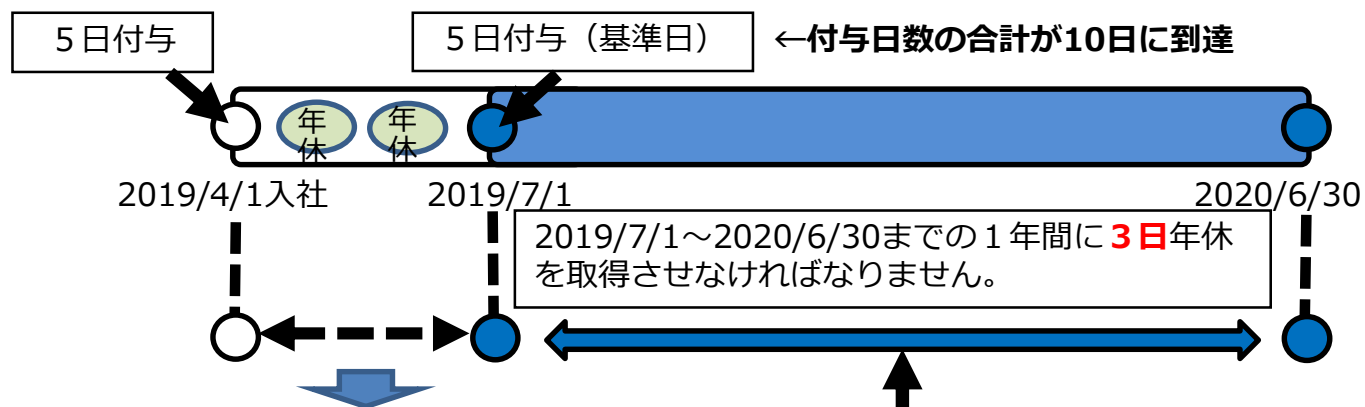 ５日付与
５日付与（基準日）
←付与日数の合計が10日に到達
年休
年休
2019/4/1入社
2019/7/1
2020/6/30
2019/7/1～2020/6/30までの１年間に３日年休
を取得させなければなりません。